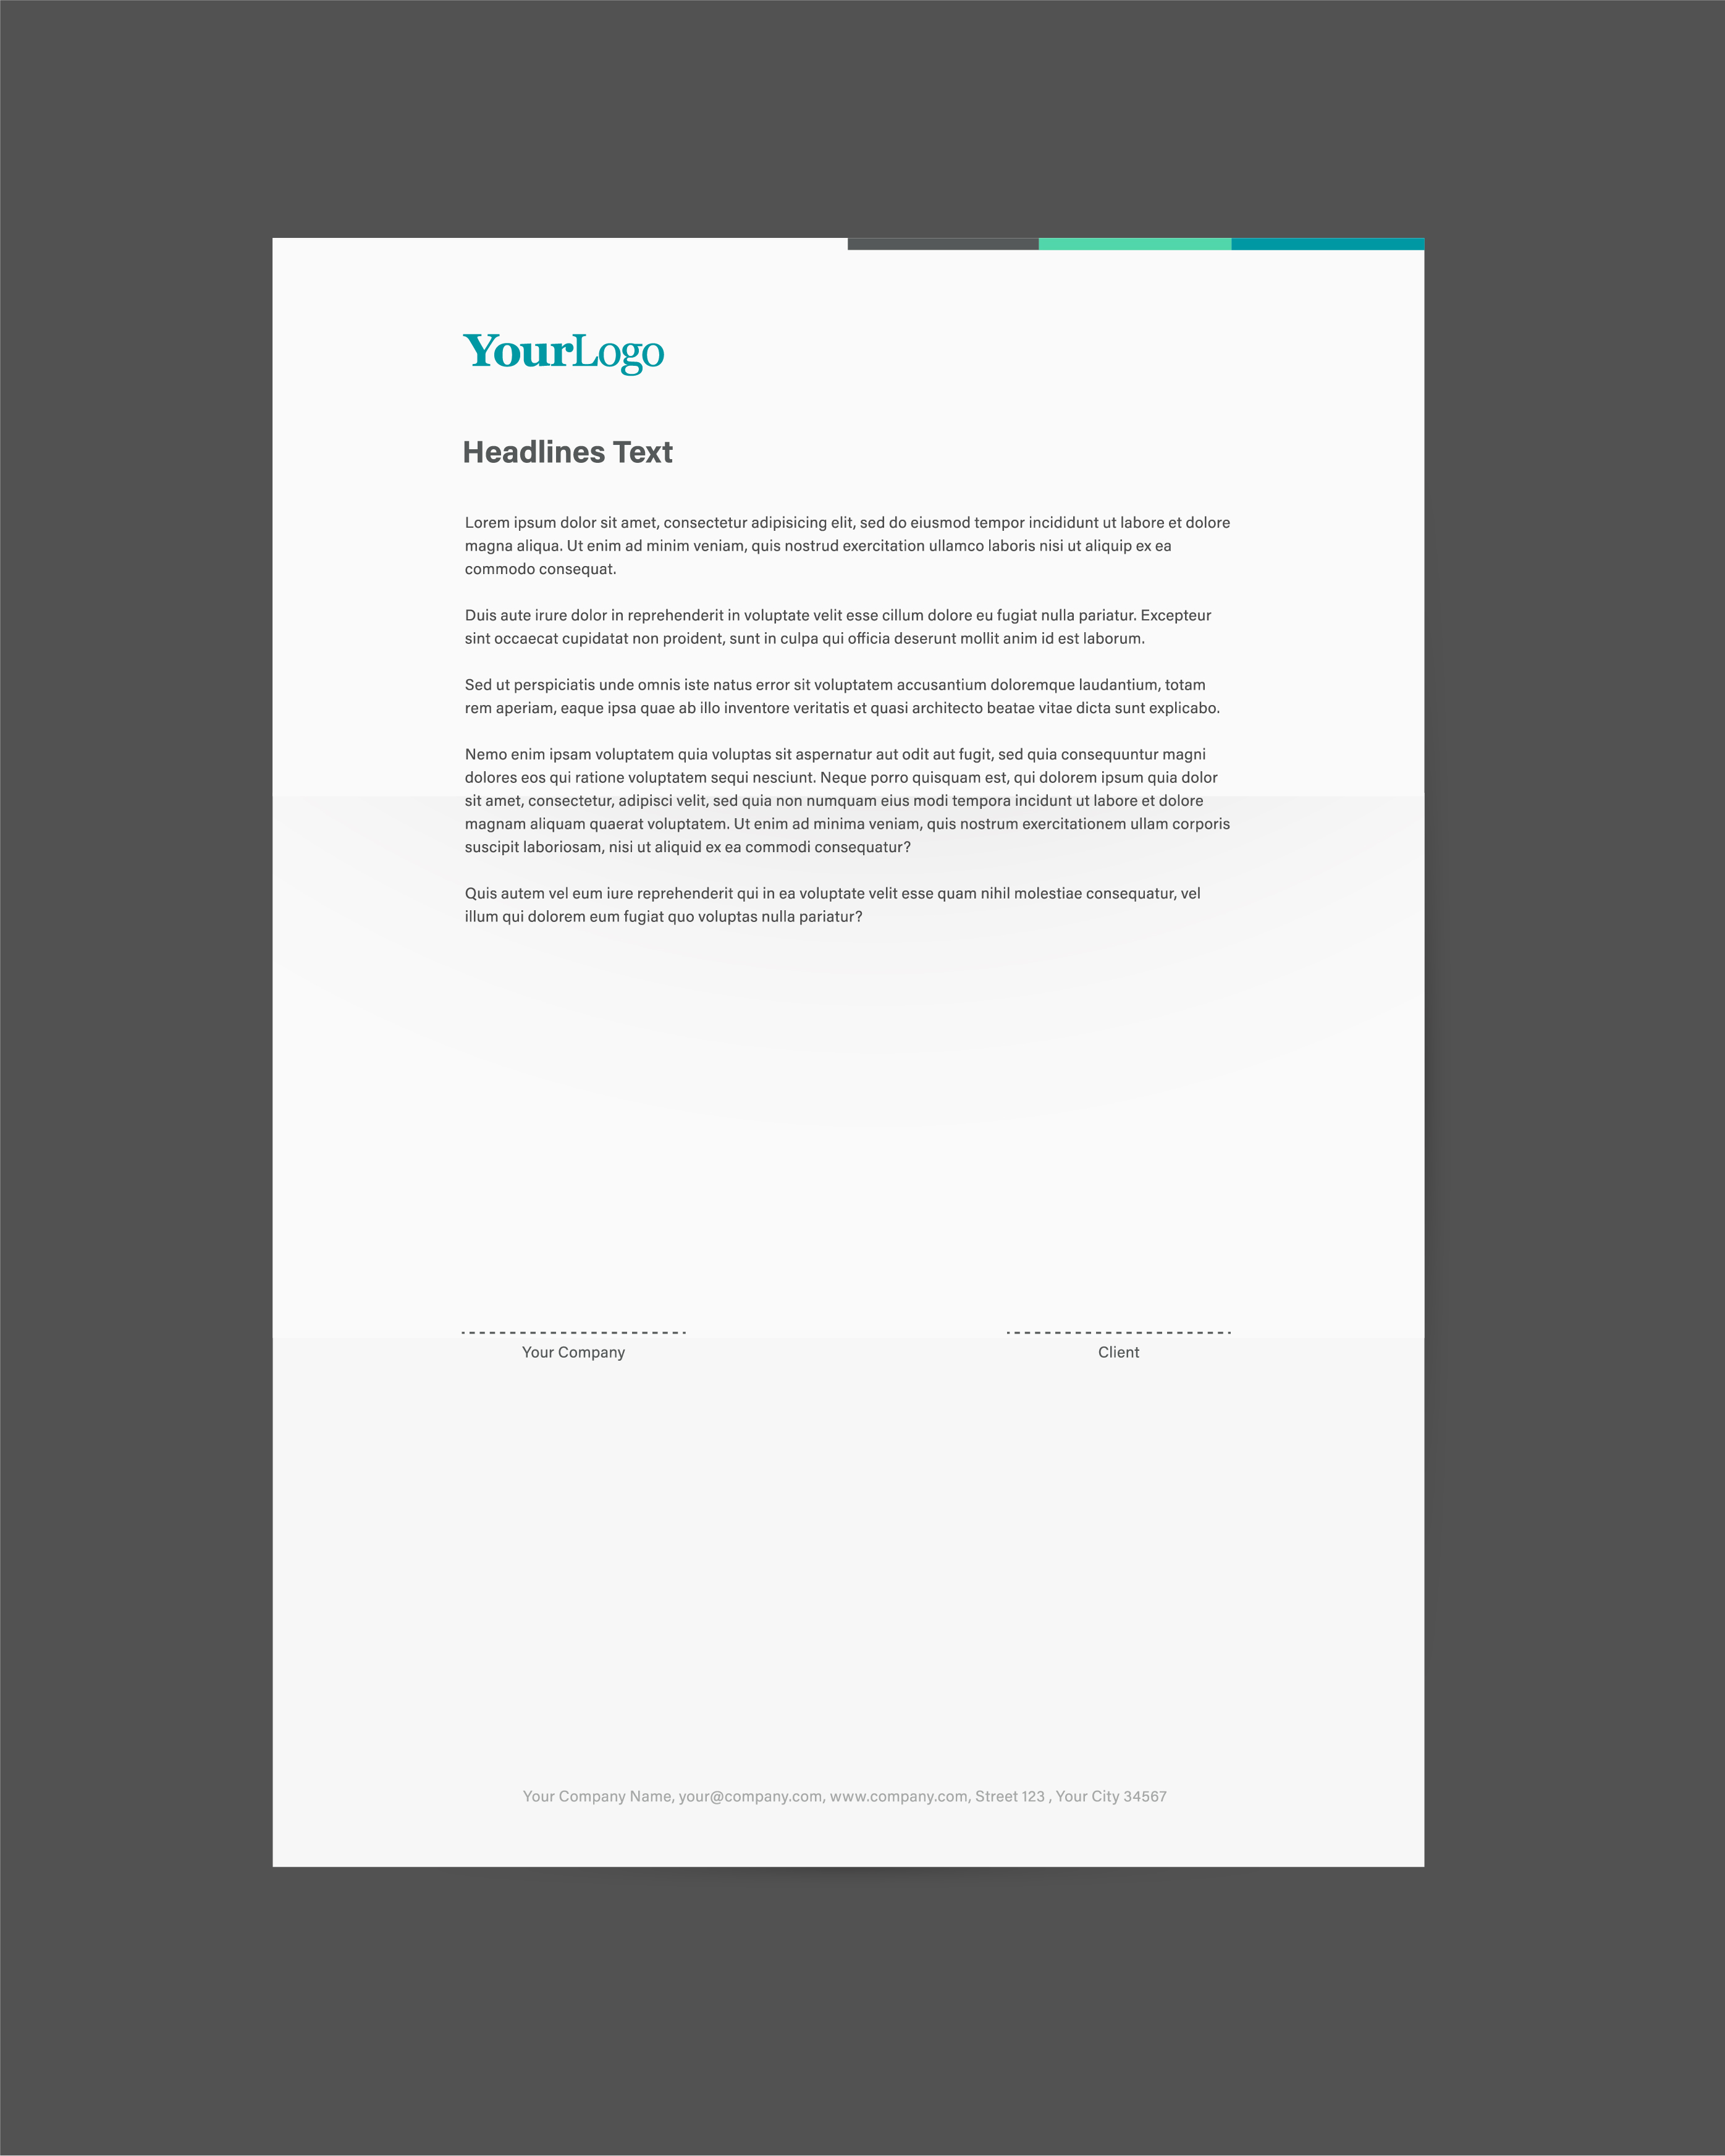 YourLogo
Headlines Text
Lorem ipsum dolor sit amet, consectetur adipisicing elit, sed do eiusmod tempor incididunt ut labore et dolore
magna aliqua. Ut enim ad minim veniam, quis nostrud exercitation ullamco laboris nisi ut aliquip ex ea
commodo consequat.
Duis aute irure dolor in reprehenderit in voluptate velit esse cillum dolore eu fugiat nulla pariatur. Excepteur
sint occaecat cupidatat non proident, sunt in culpa qui officia deserunt mollit anim id est laborum.
Sed ut perspiciatis unde omnis iste natus error sit voluptatem accusantium doloremque laudantium, totam
rem aperiam, eaque ipsa quae ab illo inventore veritatis et quasi architecto beatae vitae dicta sunt explicabo.
Nemo enim ipsam voluptatem quia voluptas sit aspernatur aut odit aut fugit, sed quia consequuntur magni
dolores eos qui ratione voluptatem sequi nesciunt. Neque porro quisquam est, qui dolorem ipsum quia dolor
sit amet, consectetur, adipisci velit, sed quia non numquam eius modi tempora incidunt ut labore et dolore
magnam aliquam quaerat voluptatem. Ut enim ad minima veniam, quis nostrum exercitationem ullam corporis
suscipit laboriosam, nisi ut aliquid ex ea commodi consequatur?
Quis autem vel eum iure reprehenderit qui in ea voluptate velit esse quam nihil molestiae consequatur, vel
illum qui dolorem eum fugiat quo voluptas nulla pariatur?
Your Company
Client
Your Company Name, your@company.com, www.company.com, Street 123 , Your City 34567